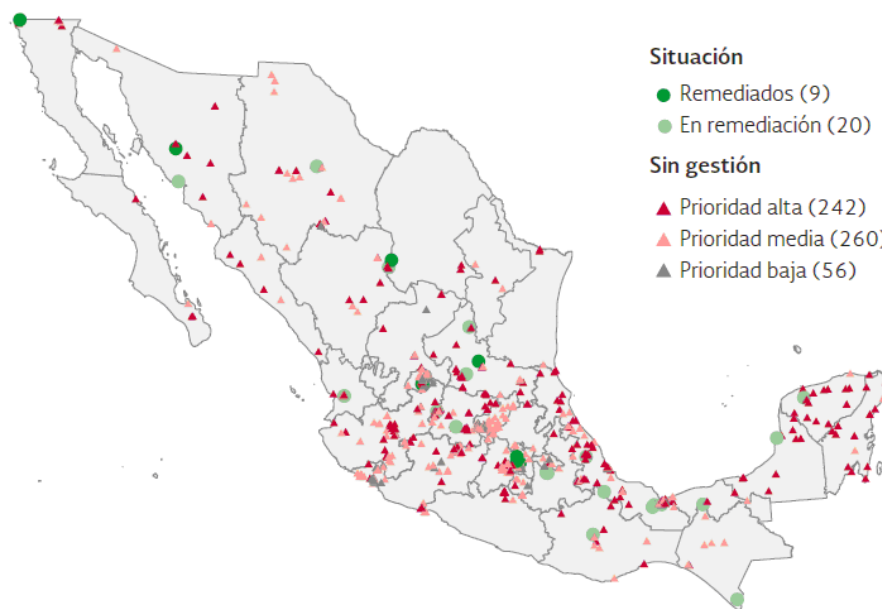 Situación
Remediados (9)
En remediación (20)
Sin gestión
Prioridad alta (242)
Prioridad media (260)
Prioridad baja (56)